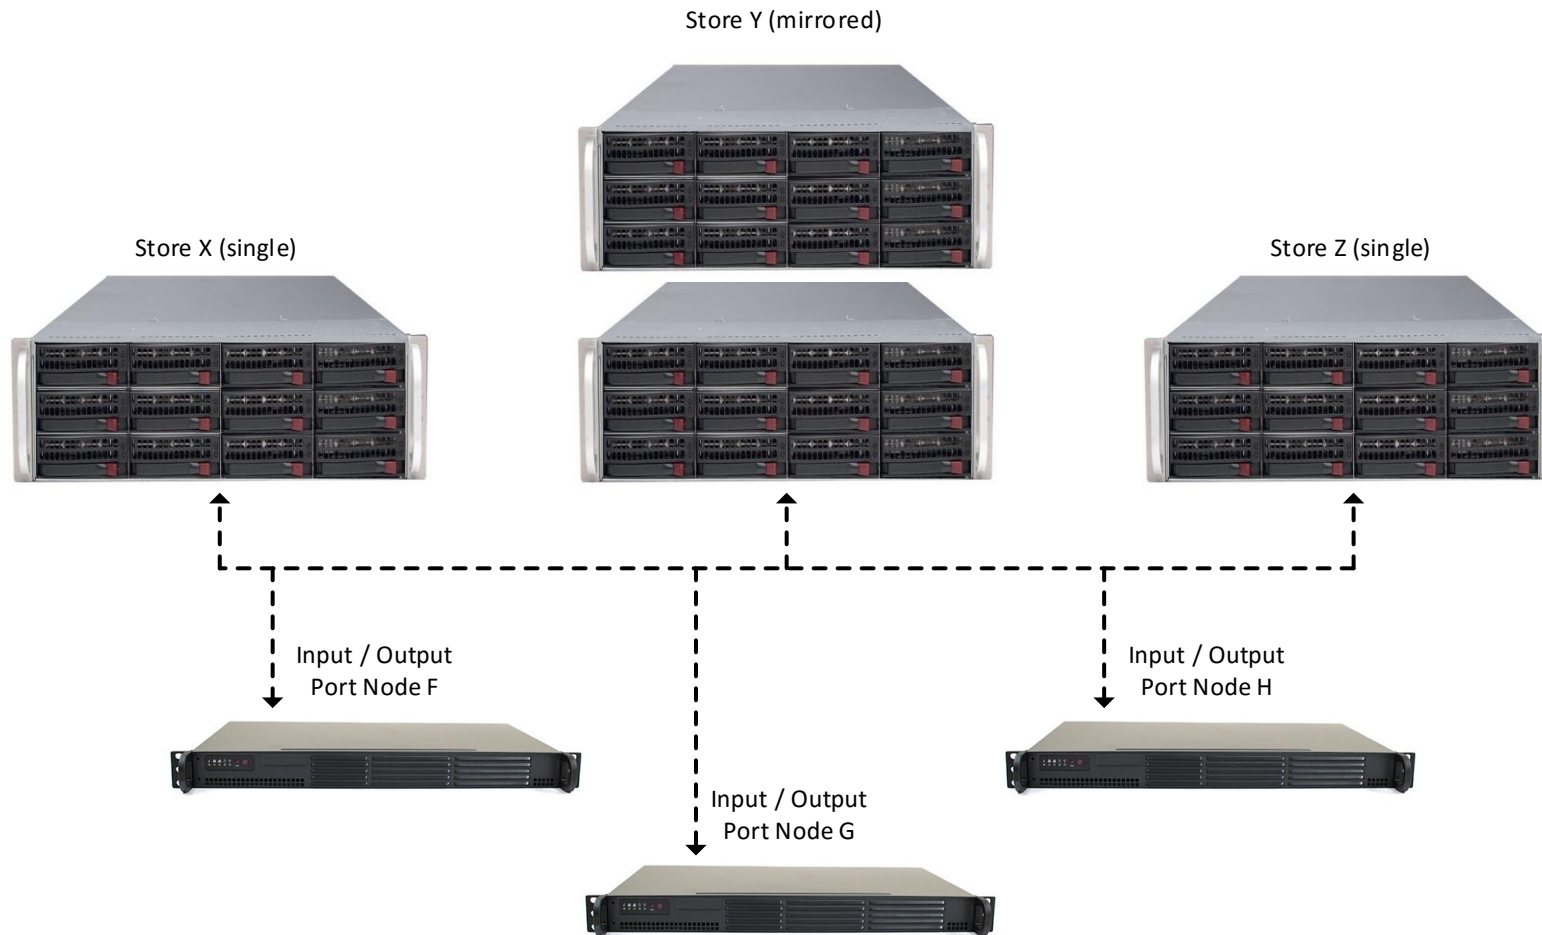 Store Y (mirrored)
Store X (single)
Store Z (single)
Input / Output
Port Node F
Input / Output
Port Node H
Input / Output
Port Node G